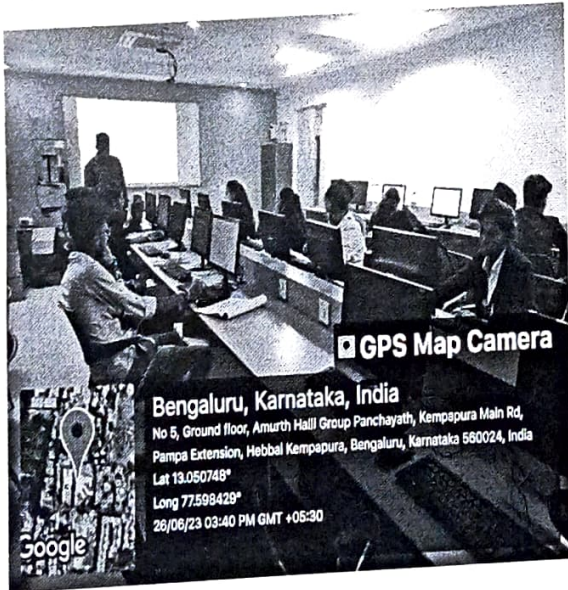 GPS Map Camera
Bengaluru, Karnataka, India
No 5, Ground floor, Amurth Halli Group Panchayath, Kempapura Main Rd,
Pampa Extension, Hebbal Kempapura, Bengaluru, Karnataka 560024, India
Lat 13.050748°
Long 77.598429°
26/06/23 03:40 PM GMT +05:30
Google